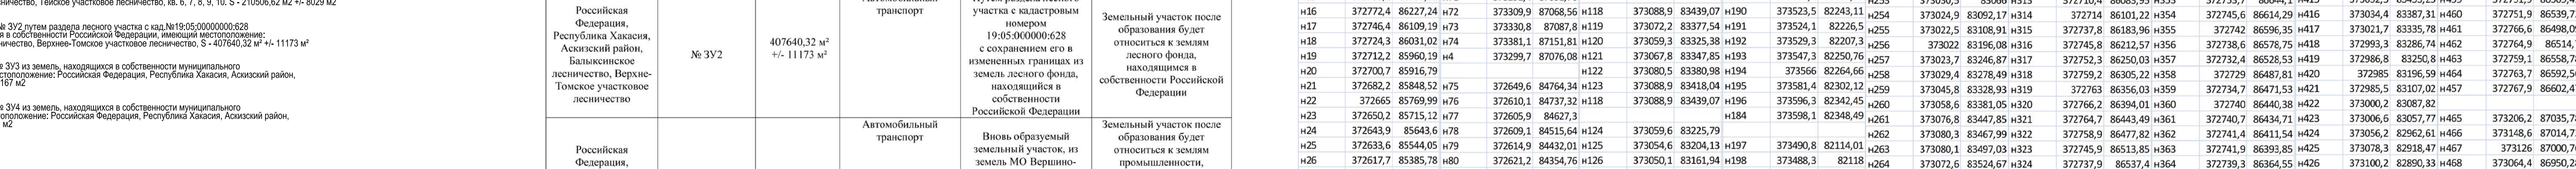 ничество, Тейское участковое лесничество, кв. 6, 7, 8, 9, 10. S - 210506,62 м² +/- 8029 м2
№ ЗУ2 путем раздела лесного участка с кад.№19:05:00000000:628
я в собственности Российской Федерации, имеющий местоположение:
ничество, Верхнее-Томское участковое лесничество, S - 407640,32 м² +/- 11173 м²
№ ЗУ3 из земель, находящихся в собственности муниципального
стоположение: Российская Федерация, Республика Хакасия, Аскизский район,
167 м2
№ ЗУ4 из земель, находящихся в собственности муниципального
оположение: Российская Федерация, Республика Хакасия, Аскизский район,
м2
Российская
Федерация,
Республика Хакасия,
Аскизский район,
Балыксинское
лесничество, Верхне-
Томское участковое
лесничество
№ ЗУ2
407640,32 м²
+/- 11173 м²
транспорт
участка с кадастровым
номером
19:05:000000:628
с сохранением его в
измененных границах из
земель лесного фонда,
находящийся в
собственности
Российской Федерации
Земельный участок после
образования будет
относиться к землям
лесного фонда,
находящимся в
собственности Российской
Федерации
Российская
Федерация,
Автомобильный
транспорт
Вновь образуемый
земельный участок, из
земель МО Вершино-
Земельный участок после
образования будет
относиться к землям
промышленности,
н16 372772,4 86227,24 н72 373309,9 87068,56 н118 373088,9 83439,07 н190 373523,5 82243,11 н254 373024,9 83092,17 н314 372714 86101,22 н354 372745,6 86614,29 н416 373034,4 83387,31 н460 372751,9
н17 372746,4 86109,19 н73 373330,8 87087,8 н119 373072,2 83377,54 н191 373524,1 82226,5 н255 373022,5 83108,91 н315 372737,8 86183,96 н355 372742 86596,35 н417 373021,7 83335,78 н461 372766,6
н18 372724,3 86031,02 н74 373381,1 87151,81 н120 373059,3 83325,38 н192 373529,3 82207,3 н256 373022 83196,08 н316 372745,8 86212,57 н356 372738,6 86578,75 н418 372993,3 83286,74 н462 372764,9
н19 372712,2 85960,19 н4 373299,7 87076,08 н121 373067,8 83347,85 н193 373547,3 82250,76 н257 373023,7 83246,87 н317 372752,3 86250,03 н357 372732,4 86528,53 н419 372986,8 83250,8 н463 372759,1
н20 372700,7 85916,79 н122 373080,5 83380,98 н194 373566 82264,66 н258 373029,4 83278,49 н318 372759,2 86305,22 н358 372729 86487,81 н420 372985 83196,59 н464 372763,7
н21 372682,2 85848,52 н75 372649,6 84764,34 н123 373088,9 83418,04 н195 373581,4 82302,12 н259 373045,8 83328,93 н319 372763 86356,03 н359 372734,7 86471,53 н421 372985,5 83107,02 н457 372767,9
н22 372665 85769,99 н76 372610,1 84737,32 н118 373088,9 83439,07 н196 373596,3 82342,45 н260 373058,6 83381,05 н320 372766,2 86394,01 н360 372740 86440,38 н422 373000,2 83087,82
н23 372650,2 85715,12 н77 372605,9 84627,3 н184 373598,1 82348,49 н261 373076,8 83447,85 н321 372764,7 86443,49 н361 372740,7 86434,71 н423 373006,6 83057,77 н465 373206,2
н24 372643,9 85643,6 н78 372609,1 84515,64 н124 373059,6 83225,79 н262 373080,3 83467,99 н322 372758,9 86477,82 н362 372741,4 86411,54 н424 373056,2 82962,61 н466 373148,6
н25 372633,6 85544,05 н79 372614,9 84432,01 н125 373054,6 83204,13 н197 373490,8 82114,01 н263 373080,1 83497,03 н323 372745,9 86513,85 н363 372741,9 86393,85 н425 373078,3 82918,47 н467 373126
н26 372617,7 85385,78 н80 372621,2 84354,76 н126 373050,1 83161,94 н198 373488,3 82118 н264 373072,6 83524,67 н324 372737,9 86537,4 н364 372739,3 86364,55 н426 373100,2 82890,33 н468 373064,4